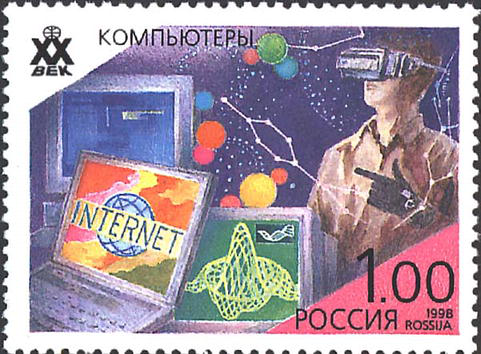 XX
ВЕК
КОМПЬЮТЕРЫ
INTERNET
1.00
РОССИЯ
1998
ROSSIJA